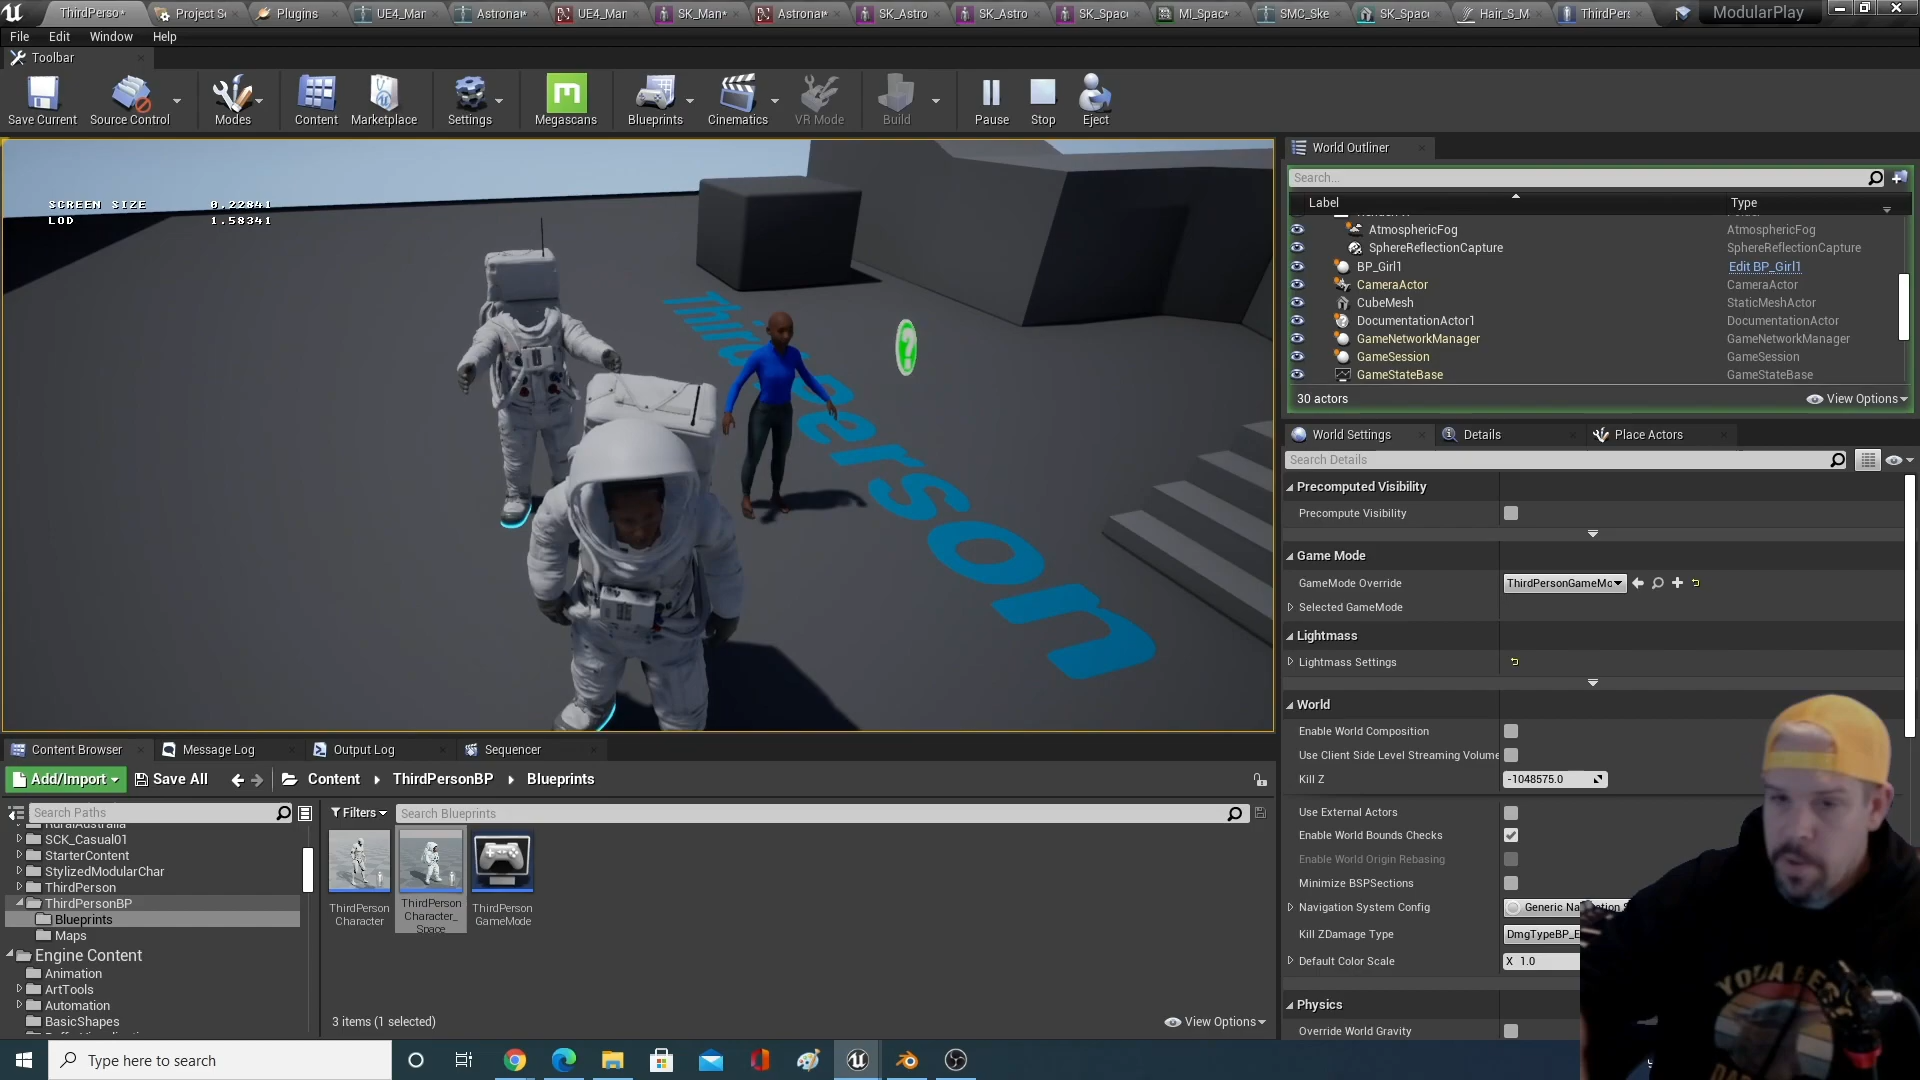 ThirdPerso*
Project Se
Plugins
UE4_Mar
Astronau*
UE4_Mar
SK_Man*
Astronat*
SK_Astro
SK_Astro
SK_Spac
MI_Spac*
SMC_Ske
SK_Spac
Hair_S_M
ThirdPers
ModularPlay
File
Edit
Window
Help
Toolbar
Save Current
Source Control
Modes
Content
Marketplace
Settings
Megascans
Blueprints
Cinematics
VR Mode
Build
Pause
Stop
Eject
SCREEN SIZE 0.22841
LOD 1.58341
Third Person
?
World Outliner
Search...
Label
Type
AtmosphericFog AtmosphericFog
SphereReflectionCapture SphereReflectionCapture
BP_Girl1 Edit BP_Girl1
CameraActor CameraActor
CubeMesh StaticMeshActor
DocumentationActor1 DocumentationActor
GameNetworkManager GameNetworkManager
GameSession GameSession
GameStateBase GameStateBase
30 actors
View Options
World Settings
Details
Place Actors
Search Details
Precomputed Visibility
Precompute Visibility
Game Mode
GameMode Override ThirdPersonGameMo
Selected GameMode
Lightmass
Lightmass Settings
World
Enable World Composition
Use Client Side Level Streaming Volume
Kill Z -1048575.0
Use External Actors
Enable World Bounds Checks
Enable World Origin Rebasing
Minimize BSPSections
Navigation System Config Generic Na
Kill ZDamage Type DmgTypeBP_E
Default Color Scale X 1.0
Physics
Override World Gravity
Content Browser
Message Log
Output Log
Sequencer
Add/Import
Save All
Content
ThirdPersonBP
Blueprints
Search Paths
Filters
Search Blueprints
RuralAustralia
SCK_Casual01
StarterContent
StylizedModularChar
ThirdPerson
ThirdPersonBP
Blueprints
Maps
Engine Content
Animation
ArtTools
Automation
BasicShapes
ThirdPerson
Character
ThirdPerson
Character_
Space
ThirdPerson
GameMode
3 items (1 selected)
View Options
Type here to search